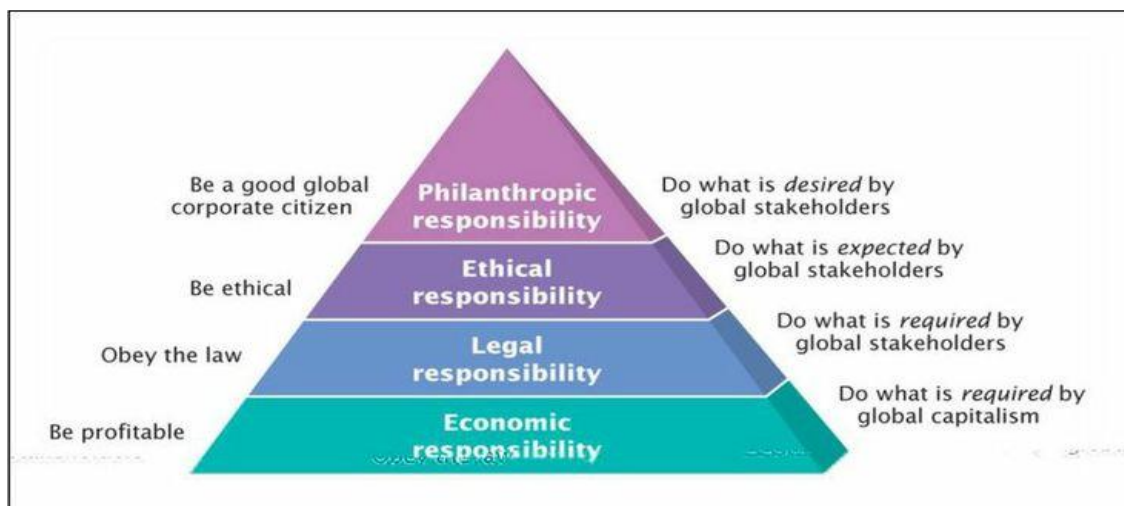 Be a good global
corporate citizen
Philanthropic
responsibility
Do what is desired by
global stakeholders
Be ethical
Ethical
responsibility
Do what is expected by
global stakeholders
Obey the law
Legal
responsibility
Do what is required by
global stakeholders
Be profitable
Economic
responsibility
Do what is required by
global capitalism